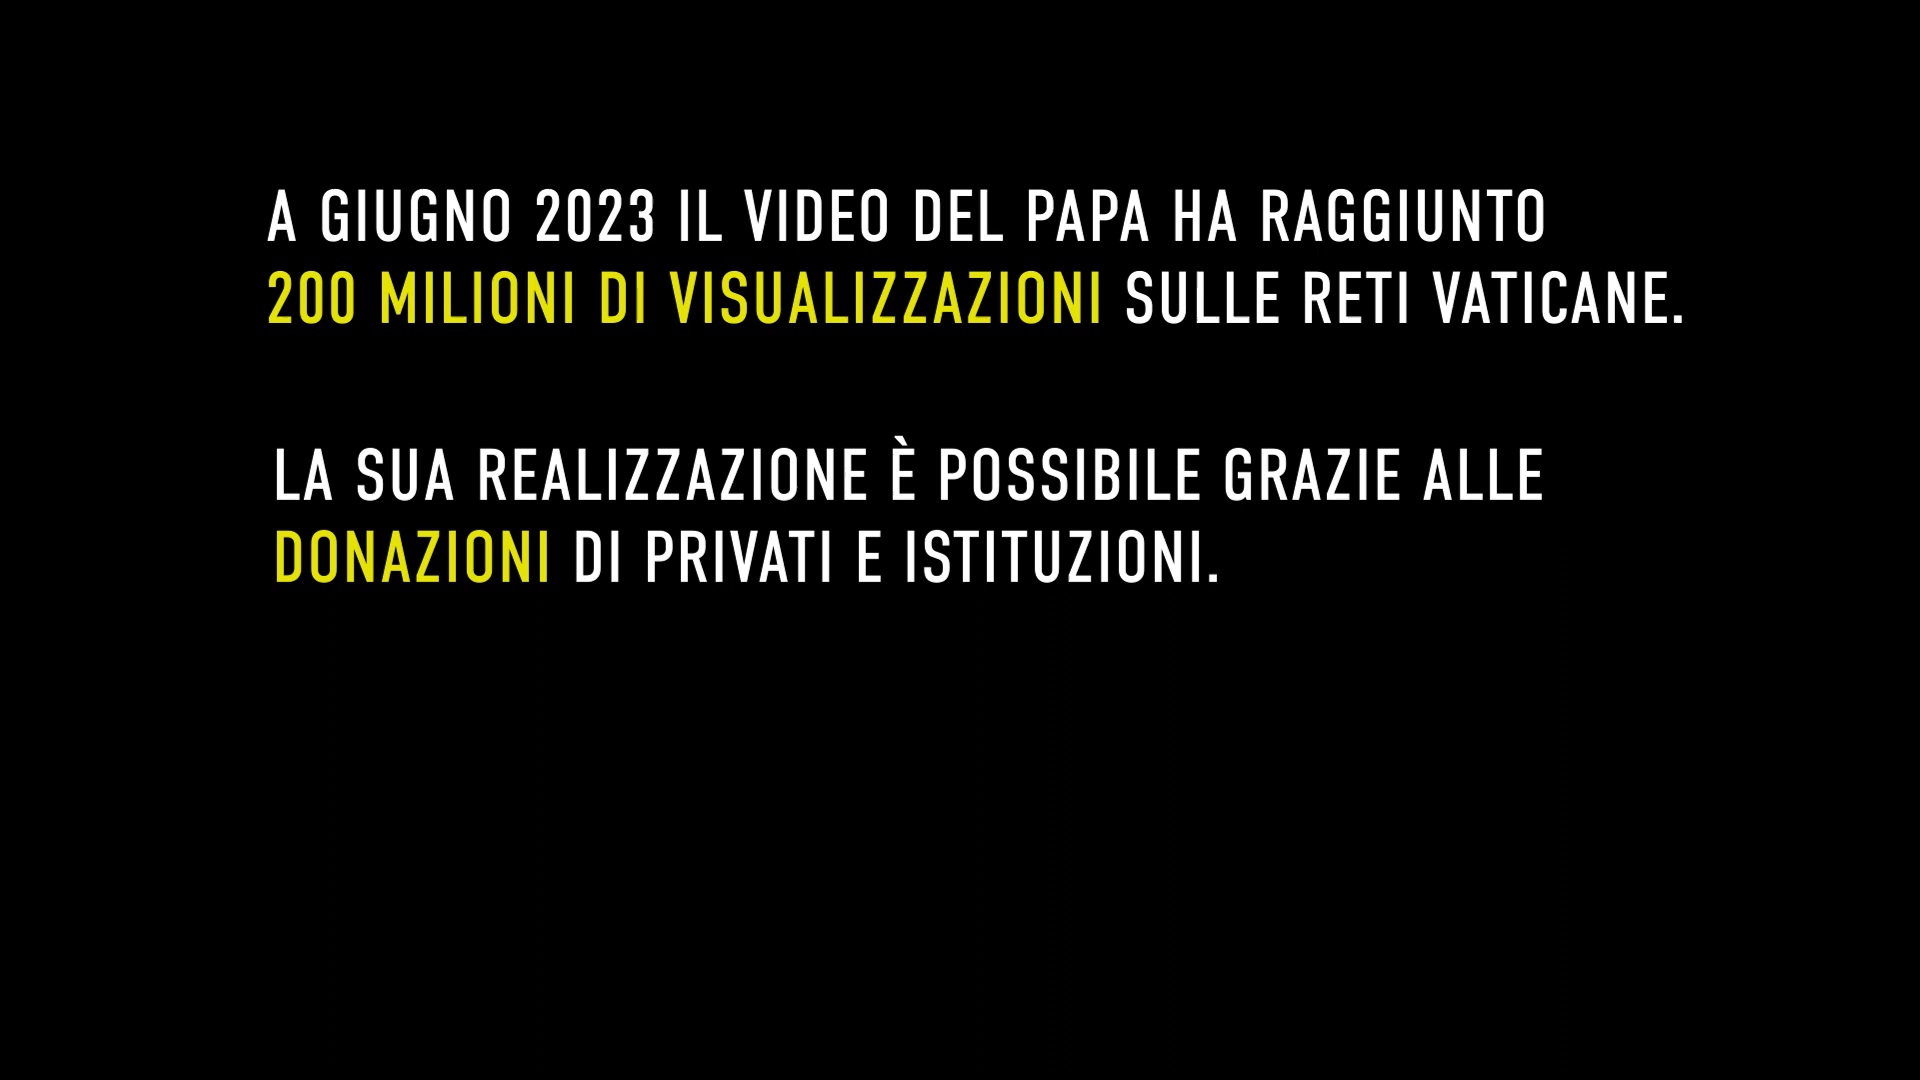 A GIUGNO 2023 IL VIDEO DEL PAPA HA RAGGIUNTO
200 MILIONI DI VISUALIZZAZIONI SULLE RETI VATICANE.
LA SUA REALIZZAZIONE È POSSIBILE GRAZIE ALLE
DONAZIONI DI PRIVATI E ISTITUZIONI.